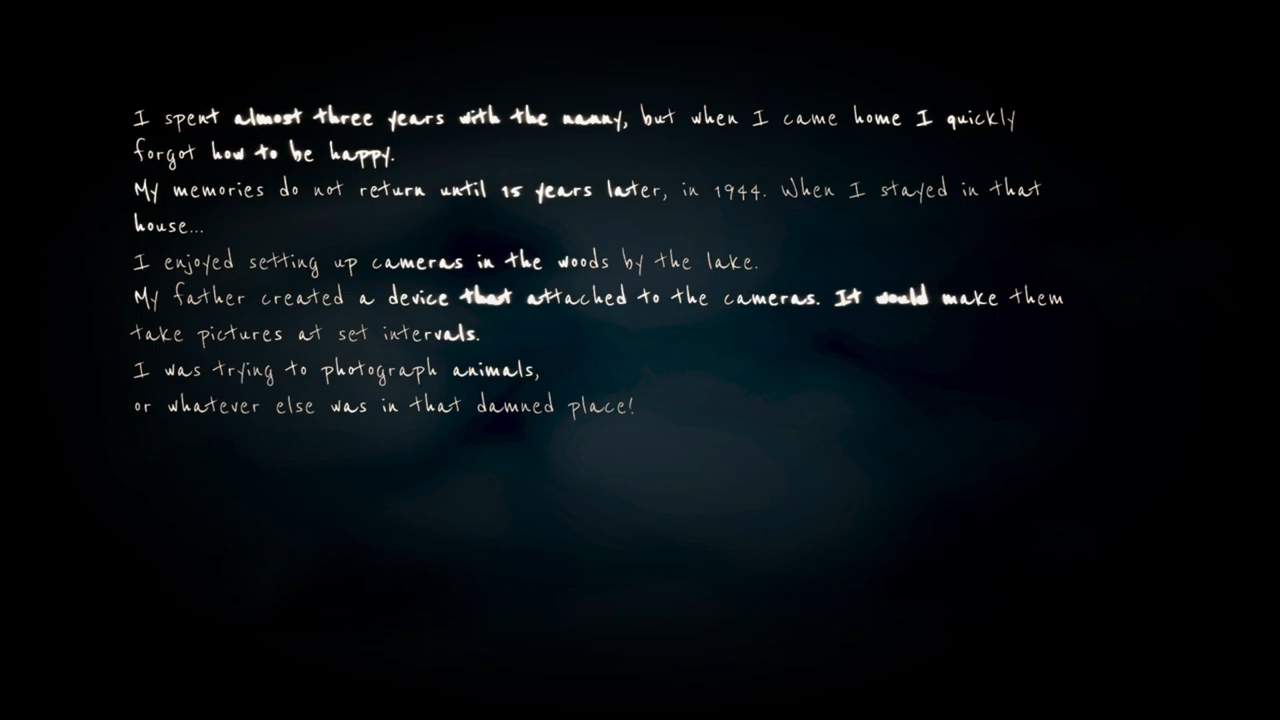 I spent almost three years with the nanny, but when I came home I quickly
forgot how to be happy.
My memories do not return until 15 years later, in 1944. When I stayed in that
house...
I enjoyed setting up cameras in the woods by the lake.
My father created a device that attached to the cameras. It would make them
take pictures at set intervals.
I was trying to photograph animals,
or whatever else was in that damned place!